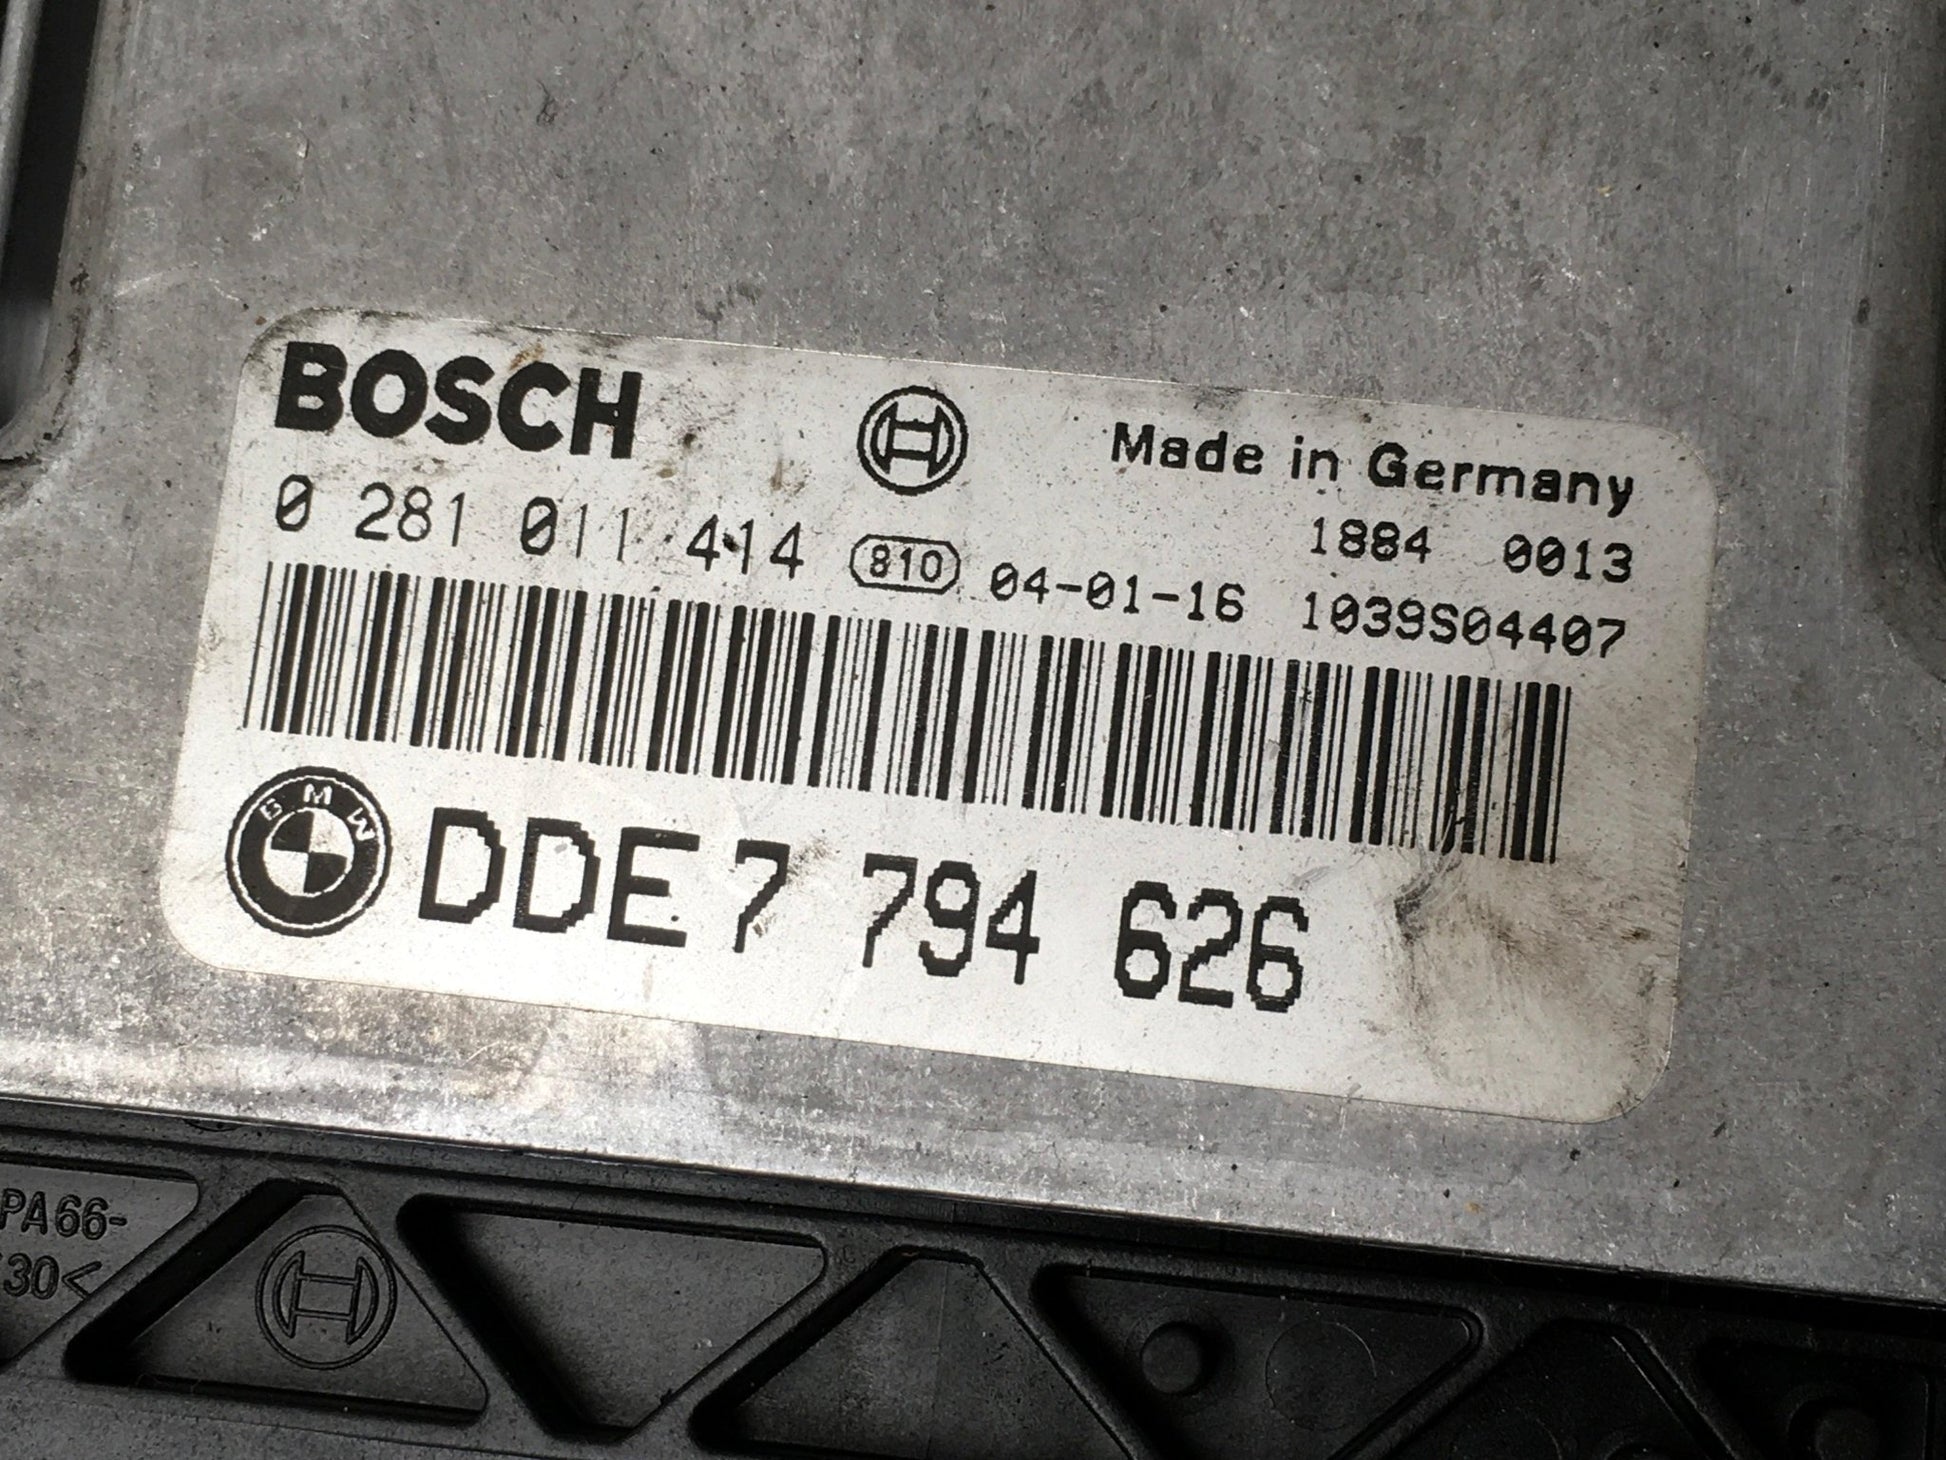 BOSCH
Made in Germany
0 281 011 414
1884 0013
810 04-01-16 1039S04407
BMW
DDE 7 794 626
PA66-
30<